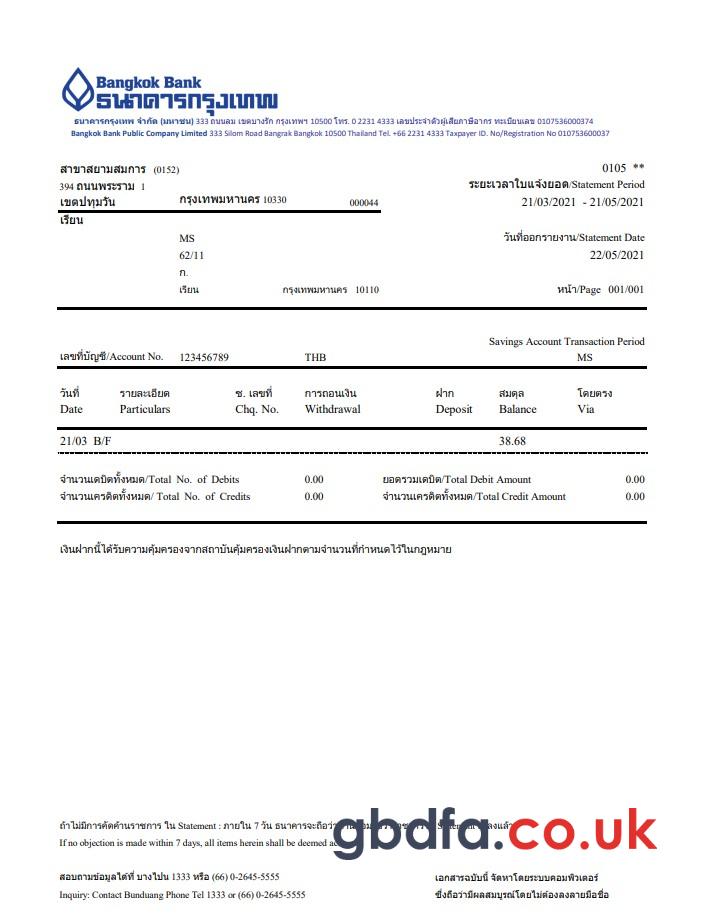 Bangkok Bank
ธนาคารกรุงเทพ
ธนาคารกรุงเทพ จำกัด (มหาชน) 333 ถนนลม เขตบางรัก กรุงเทพฯ 10500 โทร. 0 2231 4333 เลขประจำตัวผู้เสียภาษีอากร ทะเบียนเลข 0107536000374
Bangkok Bank Public Company Limited 333 Silom Road Bangrak Bangkok 10500 Thailand Tel. +66 2231 4333 Taxpayer ID. No/Registration No 010753600037
สาขาสยามสมการ (0152) 0105 **
394 ถนนพระราม 1 ระยะเวลาใบแจ้งยอด/Statement Period
เขตปทุมวัน กรุงเทพมหานคร 10330 000044 21/03/2021 - 21/05/2021
เรียน
MS วันที่ออกรายงาน/Statement Date
62/11 22/05/2021
ก.
เรียน กรุงเทพมหานคร 10110 หน้า/Page 001/001
Savings Account Transaction Period
เลขที่บัญชี/Account No. 123456789 THB MS
วันที่ รายละเอียด ช. เลขที่ การถอนเงิน ฝาก สมดุล โดยตรง
Date Particulars Chq. No. Withdrawal Deposit Balance Via
21/03 B/F 38.68
จำนวนเดบิตทั้งหมด/Total No. of Debits 0.00 ยอดรวมเดบิต/Total Debit Amount 0.00
จำนวนเครดิตทั้งหมด/ Total No. of Credits 0.00 จำนวนเครดิตทั้งหมด/Total Credit Amount 0.00
เงินฝากนี้ได้รับความคุ้มครองจากสถาบันคุ้มครองเงินฝากตามจำนวนที่กำหนดไว้ในกฎหมาย
ถ้าไม่มีการคัดค้านราชการ ใน Statement : ภายใน 7 วัน ธนาคารจะถือว่า
If no objection is made within 7 days, all items herein shall be deemed
gbdfa.co.uk
สอบถามข้อมูลได้ที่ บางไปน 1333 หรือ (66) 0-2645-5555 เอกสารฉบับนี้ จัดหาโดยระบบคอมพิวเตอร์
Inquiry: Contact Bunduang Phone Tel 1333 or (66) 0-2645-5555 ซึ่งถือว่ามีผลสมบูรณ์โดยไม่ต้องลงลายมือชื่อ